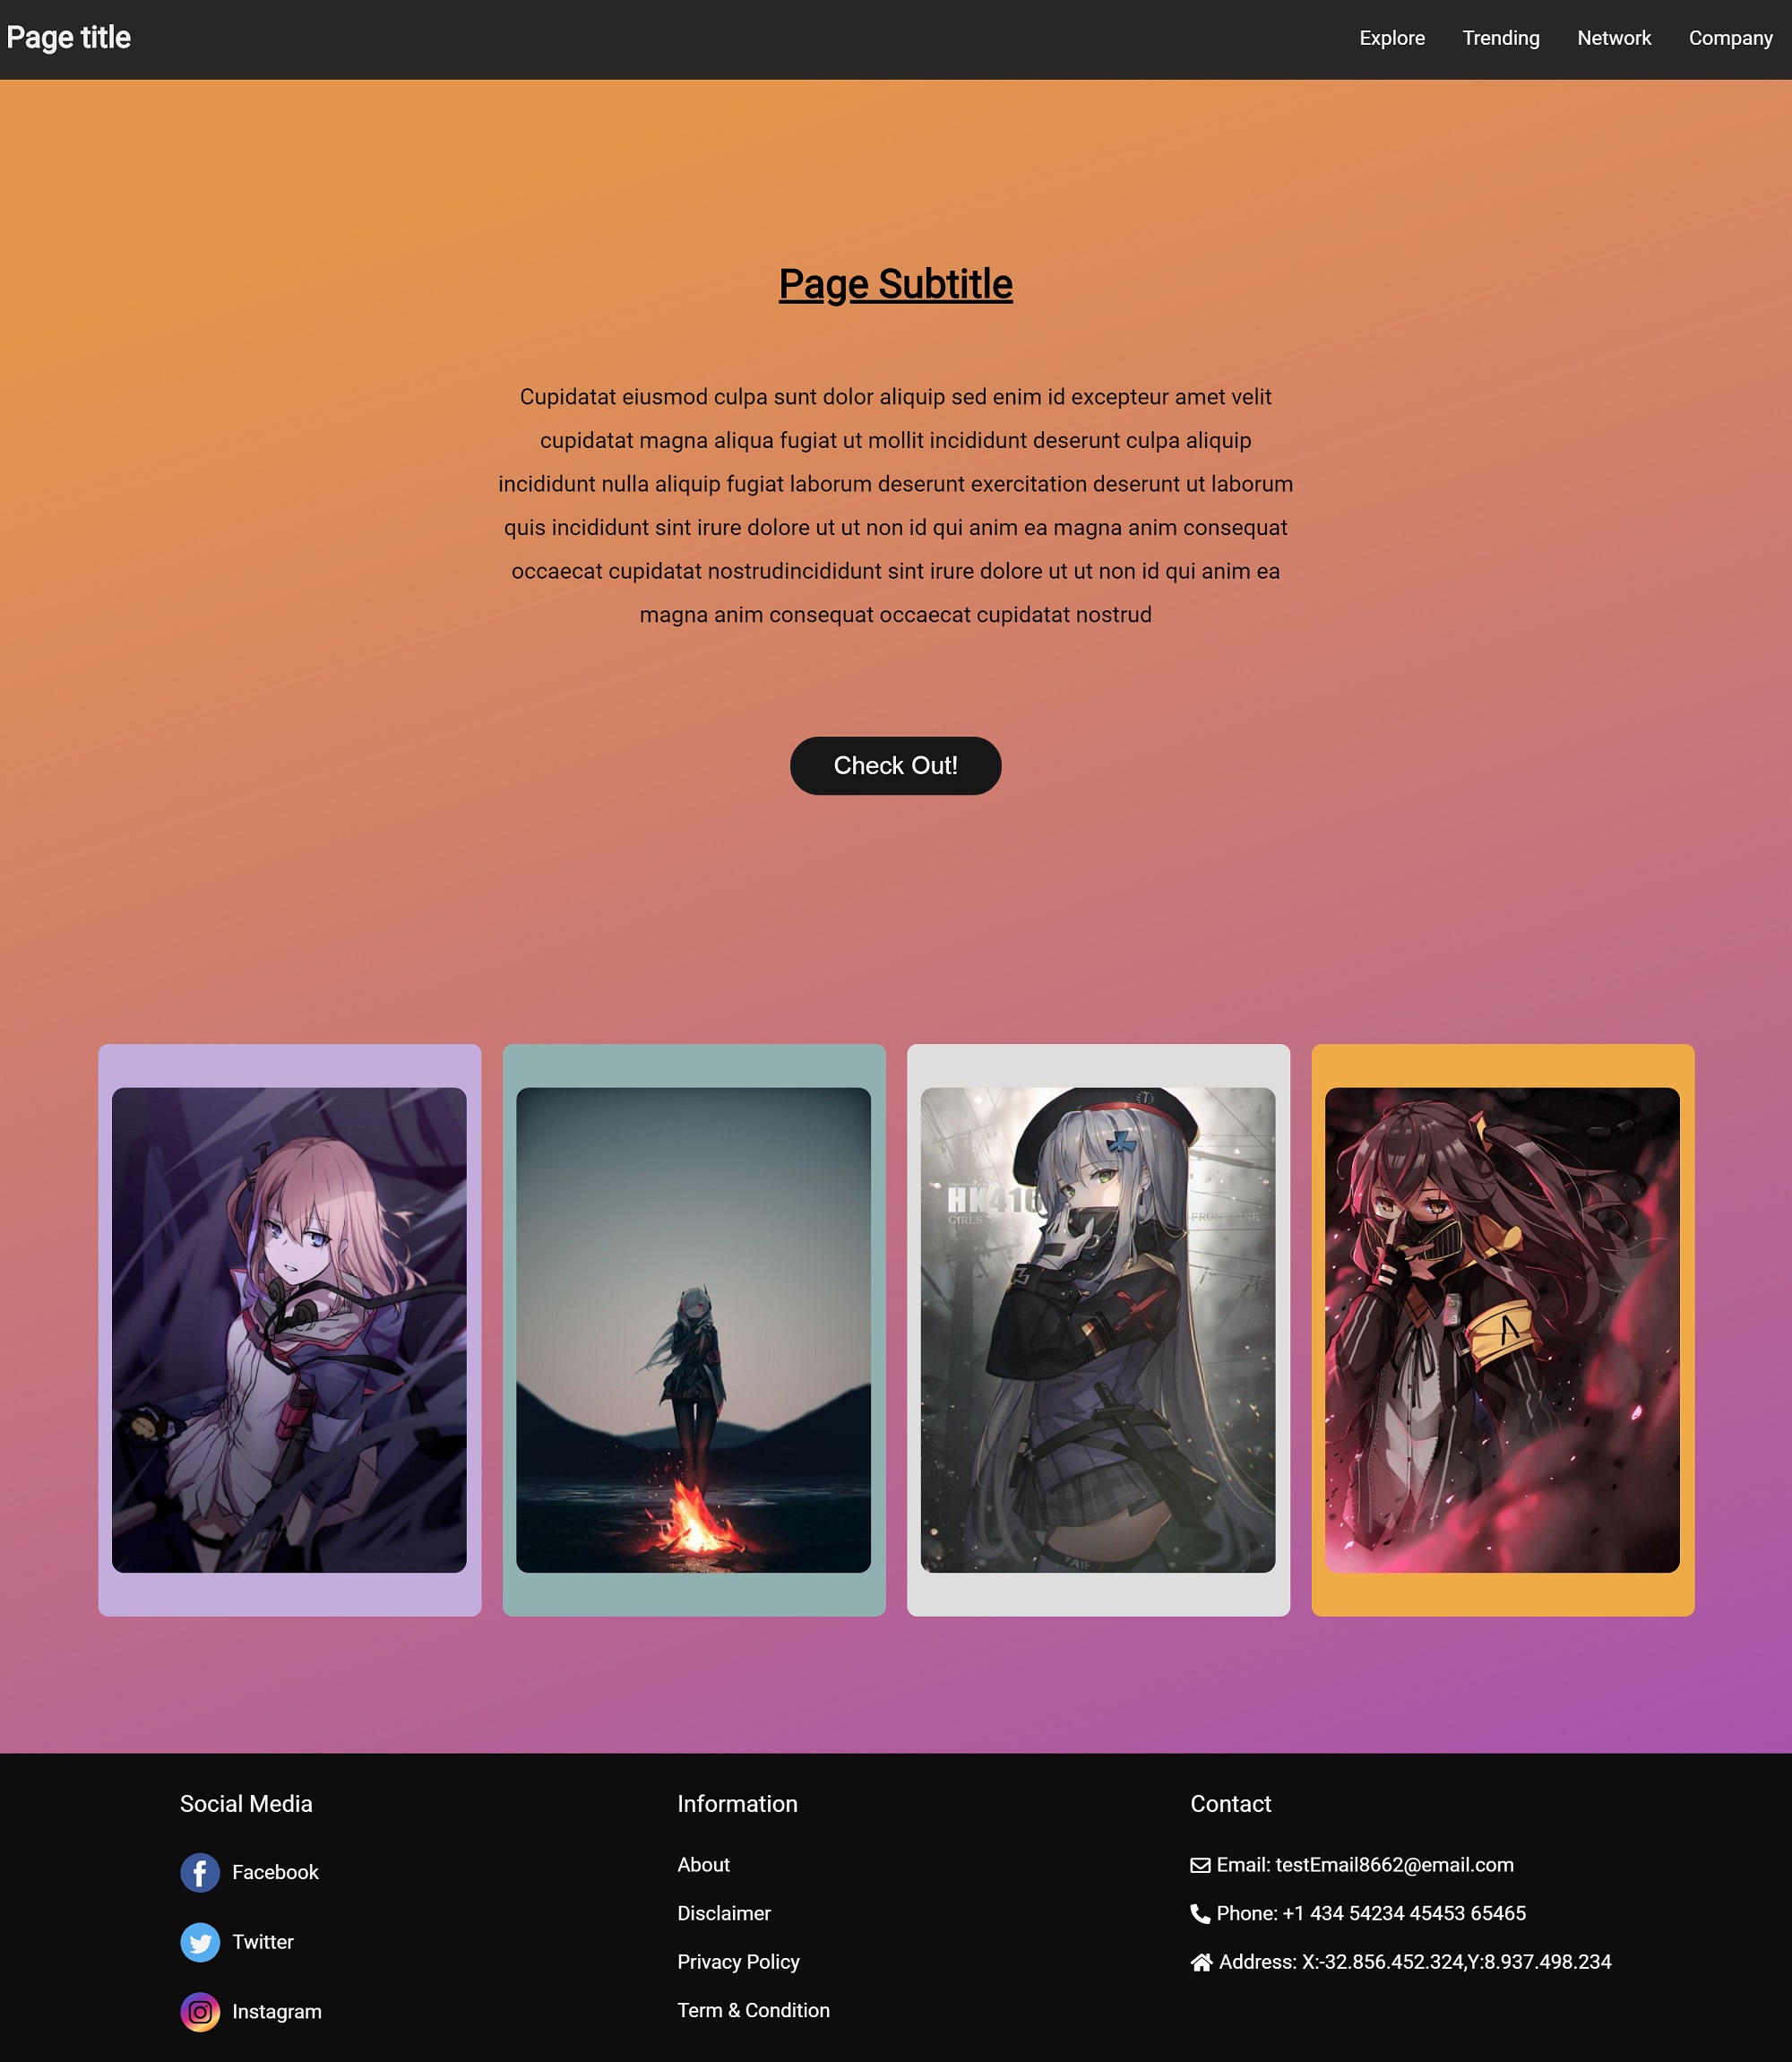 Page title
Explore
Trending
Network
Company
Page Subtitle
Cupidatat eiusmod culpa sunt dolor aliquip sed enim id excepteur amet velit
cupidatat magna aliqua fugiat ut mollit incididunt deserunt culpa aliquip
incididunt nulla aliquip fugiat laborum deserunt exercitation deserunt ut laborum
quis incididunt sint irure dolore ut ut non id qui anim ea magna anim consequat
occaecat cupidatat nostrudincididunt sint irure dolore ut ut non id qui anim ea
magna anim consequat occaecat cupidatat nostrud
Check Out!
HK416
GIRLS
Social Media
Facebook
Twitter
Instagram
Information
About
Disclaimer
Privacy Policy
Term & Condition
Contact
Email: testEmail8662@email.com
Phone: +1 434 54234 45453 65465
Address: X:-32.856.452.324,Y:8.937.498.234